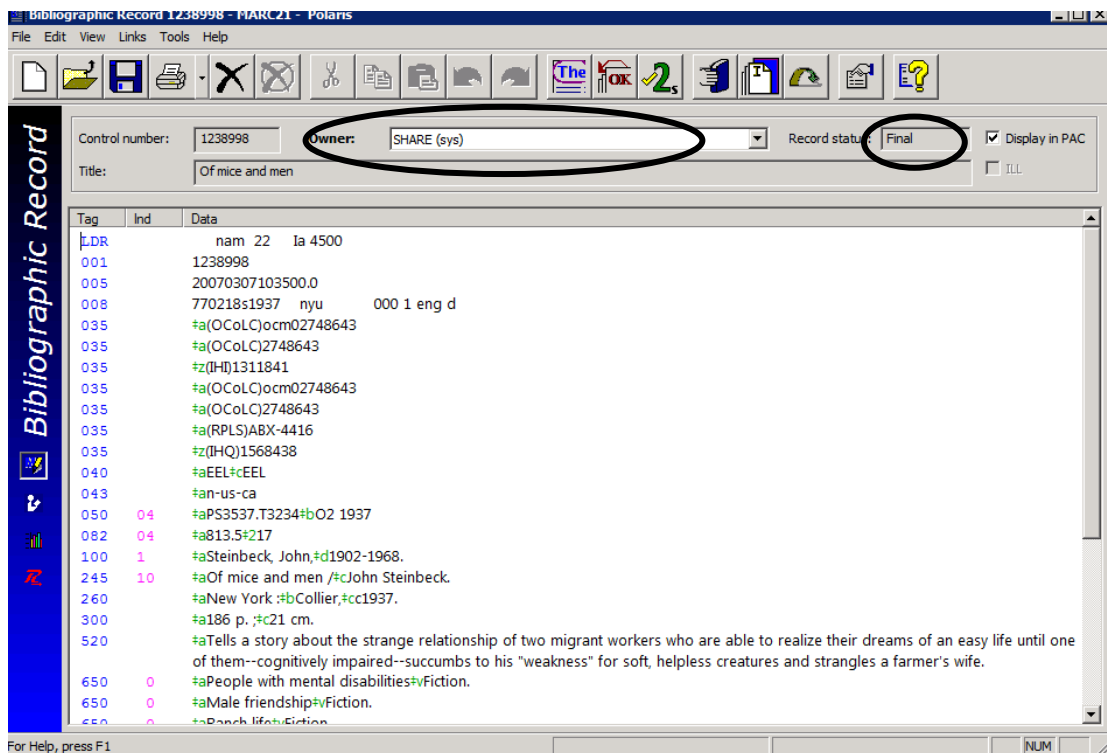 Bibliographic Record 1238998 - MARC21 - Polaris
File Edit View Links Tools Help
The OK 2s I
Control number: 1238998 Owner: SHARE (sys) Record status: Final Display in PAC
Title: Of mice and men ILL
Bibliographic Record
Tag Ind Data
LDR nam 22 Ia 4500
001 1238998
005 20070307103500.0
008 770218s1937 nyu 000 1 eng d
035 ‡a(OCoLC)ocm02748643
035 ‡a(OCoLC)2748643
035 ‡z(IHI)1311841
035 ‡a(OCoLC)ocm02748643
035 ‡a(OCoLC)2748643
035 ‡a(RPLS)ABX-4416
035 ‡z(IHQ)1568438
040 ‡aEEL‡cEEL
043 ‡an-us-ca
050 04 ‡aPS3537.T3234‡bO2 1937
082 04 ‡a813.5‡217
100 1 ‡aSteinbeck, John,‡d1902-1968.
245 10 ‡aOf mice and men /‡cJohn Steinbeck.
260 ‡aNew York :‡bCollier,‡cc1937.
300 ‡a186 p. ;‡c21 cm.
520 ‡aTells a story about the strange relationship of two migrant workers who are able to realize their dreams of an easy life until one
of them--cognitively impaired--succumbs to his "weakness" for soft, helpless creatures and strangles a farmer's wife.
650 0 ‡aPeople with mental disabilities‡vFiction.
650 0 ‡aMale friendship‡vFiction.
650 0 ‡aRanch life‡vFiction
For Help, press F1 NUM